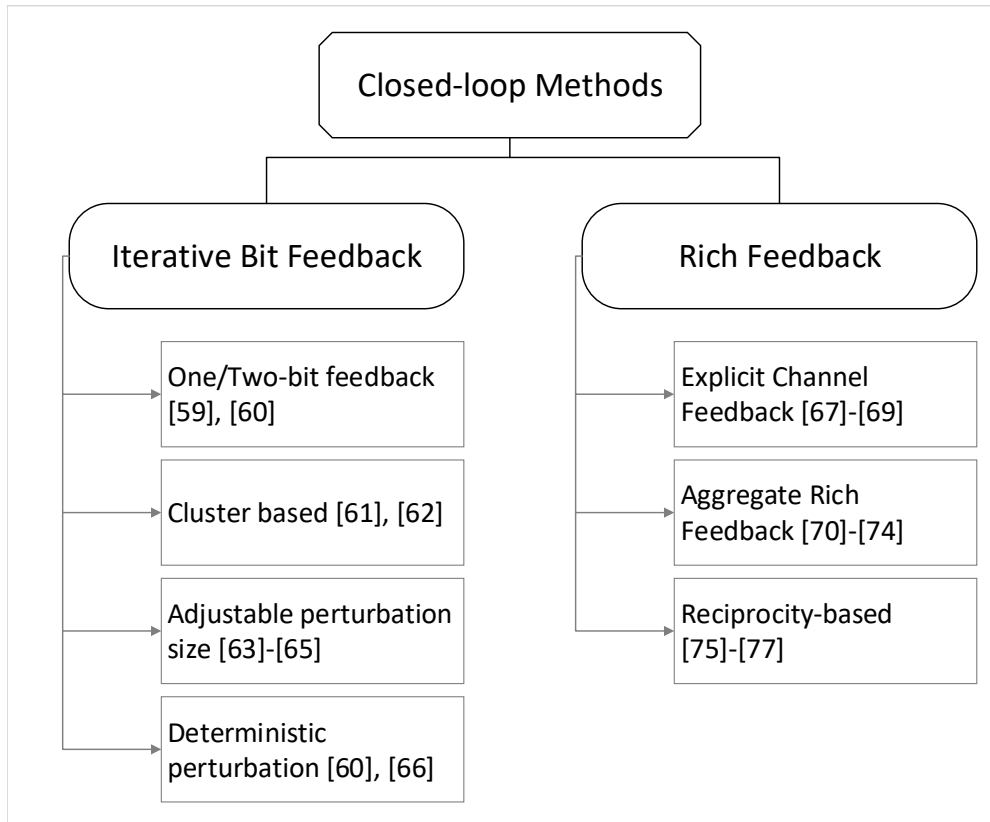 Closed-loop Methods
Iterative Bit Feedback
One/Two-bit feedback
[59], [60]
Cluster based [61], [62]
Adjustable perturbation
size [63]-[65]
Deterministic
perturbation [60], [66]
Rich Feedback
Explicit Channel
Feedback [67]-[69]
Aggregate Rich
Feedback [70]-[74]
Reciprocity-based
[75]-[77]